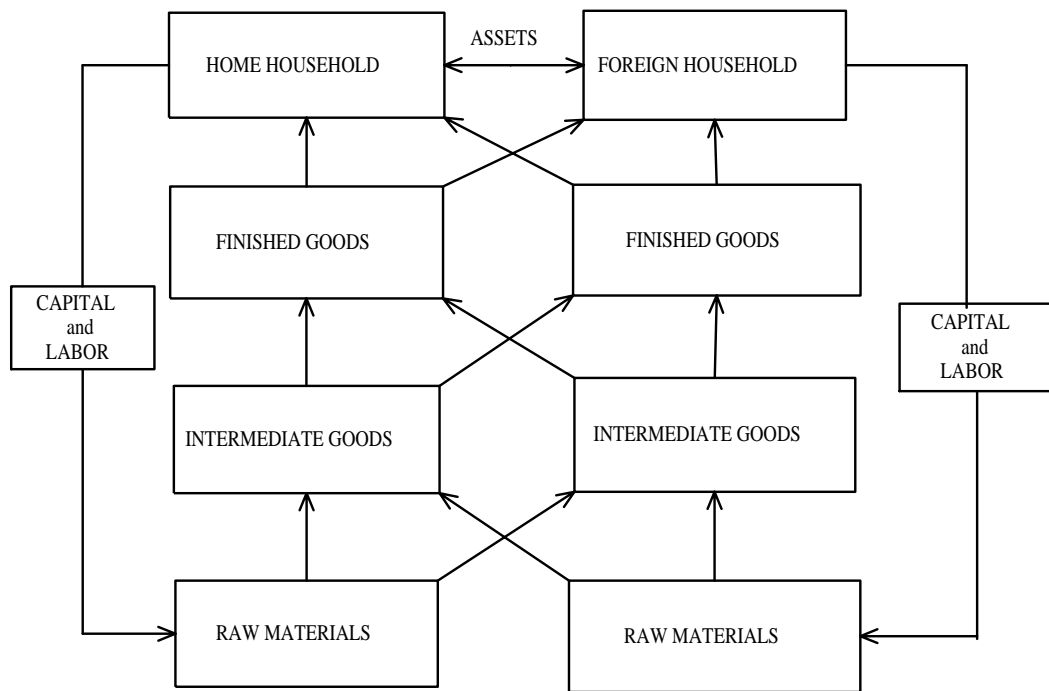 ASSETS
HOME HOUSEHOLD
FOREIGN HOUSEHOLD
FINISHED GOODS
FINISHED GOODS
CAPITAL
and
LABOR
CAPITAL
and
LABOR
INTERMEDIATE GOODS
INTERMEDIATE GOODS
RAW MATERIALS
RAW MATERIALS